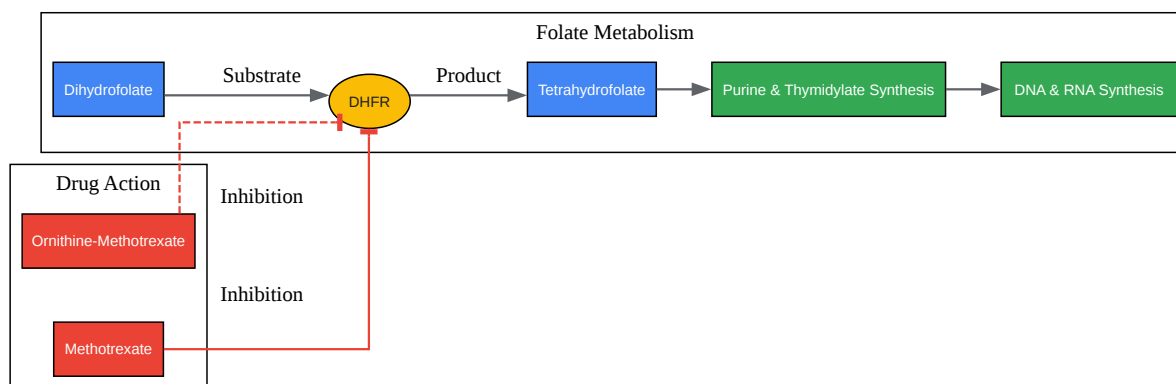 Folate Metabolism
Dihydrofolate
Substrate
DHFR
Product
Tetrahydrofolate
Purine & Thymidylate Synthesis
DNA & RNA Synthesis
Drug Action
Inhibition
Ornithine-Methotrexate
Inhibition
Methotrexate